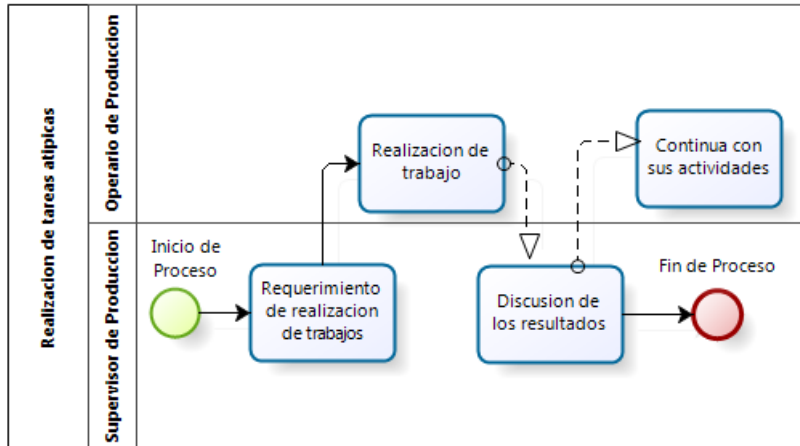 Realizacion de tareas atipicas
Operario de Produccion
Realizacion de
trabajo
Continua con
sus actividades
Supervisor de Produccion
Inicio de
Proceso
Requerimiento
de realizacion
de trabajos
Discusion de
los resultados
Fin de Proceso